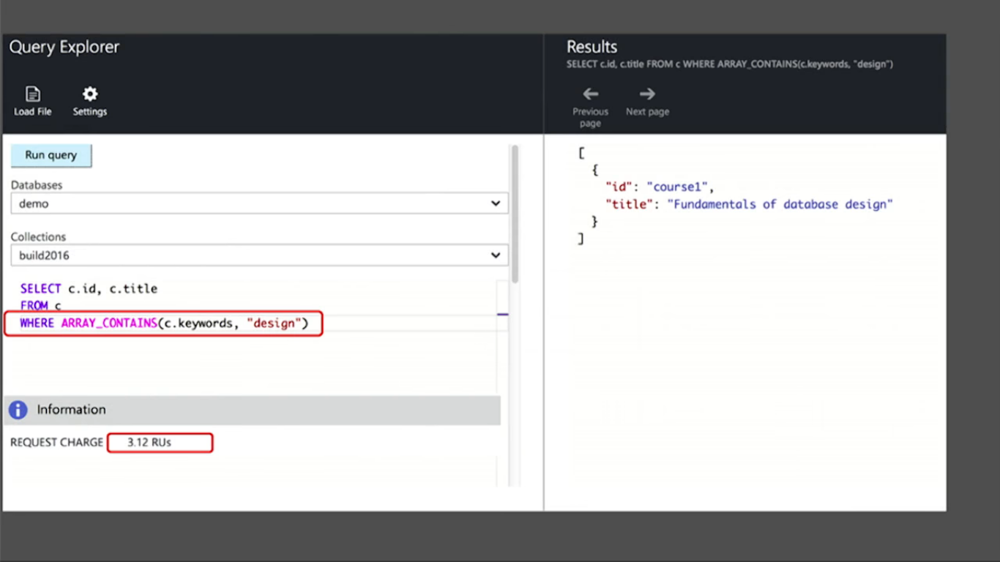 Query Explorer
Load File
Settings
Run query
Databases
demo
Collections
build2016
SELECT c.id, c.title
FROM c
WHERE ARRAY_CONTAINS(c.keywords, "design")
Information
REQUEST CHARGE 3.12 RUs
Results
SELECT c.id, c.title FROM c WHERE ARRAY_CONTAINS(c.keywords, "design")
Previous page
Next page
[
{
"id": "course1",
"title": "Fundamentals of database design"
}
]